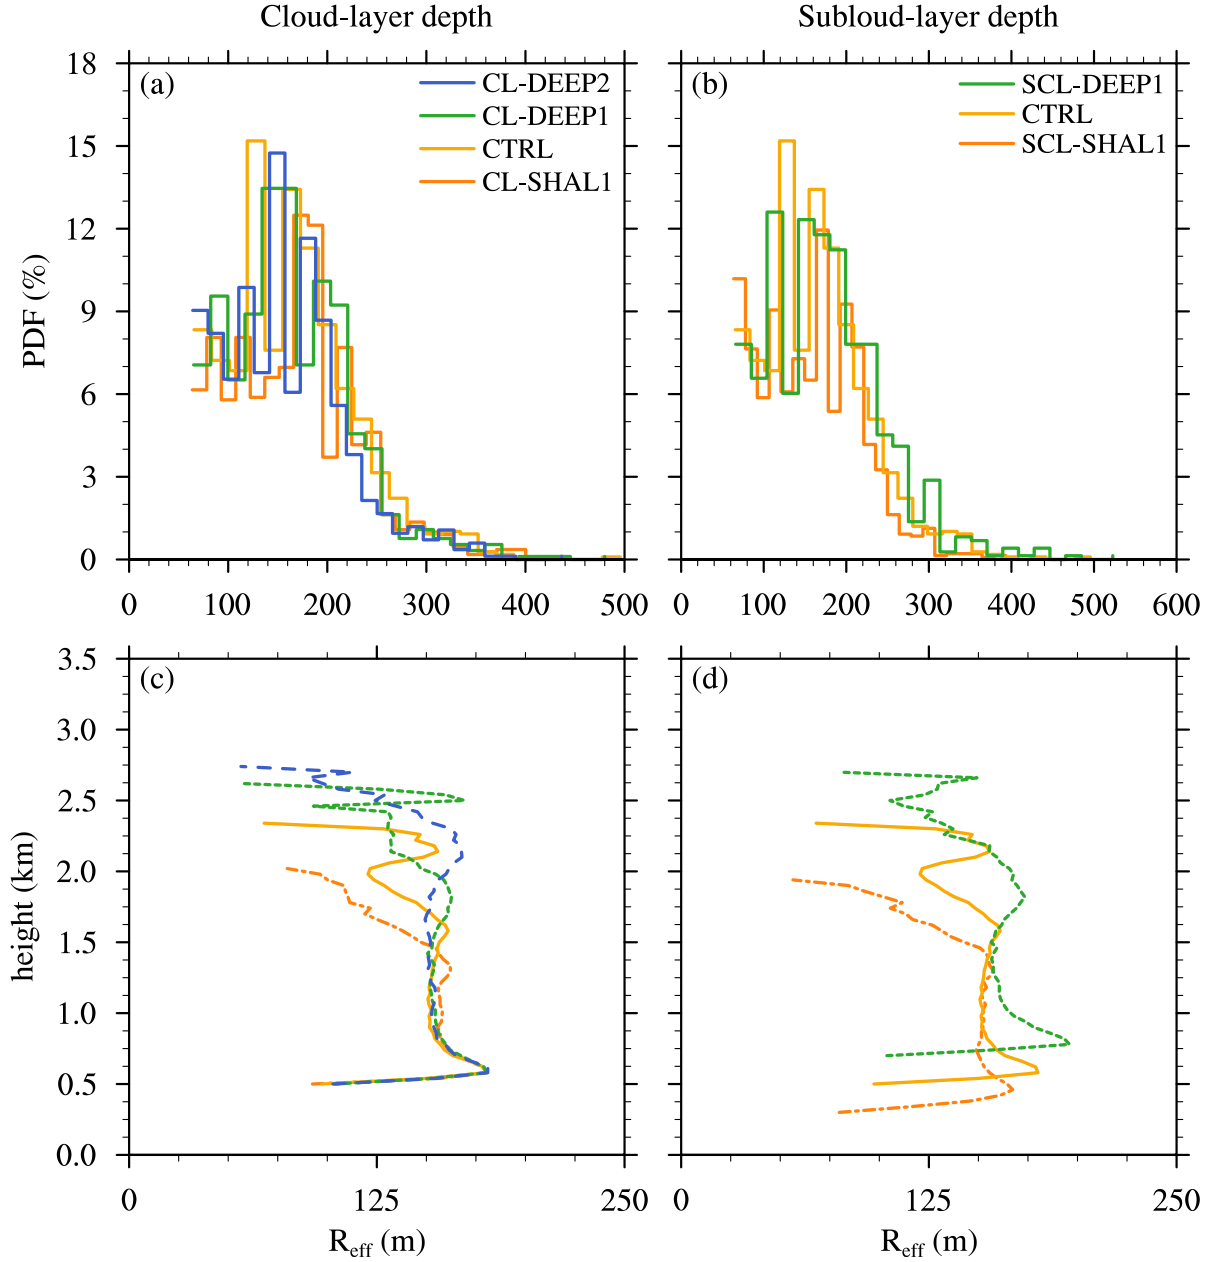 Cloud-layer depth
Subloud-layer depth
(a)
CL-DEEP2
CL-DEEP1
CTRL
CL-SHAL1
18
15
12
9
6
3
0
PDF (%)
0 100 200 300 400 500
(b)
SCL-DEEP1
CTRL
SCL-SHAL1
0 100 200 300 400 500 600
(c)
3.5
3.0
2.5
2.0
1.5
1.0
0.5
0.0
height (km)
0 125 250
R_eff (m)
(d)
0 125 250
R_eff (m)